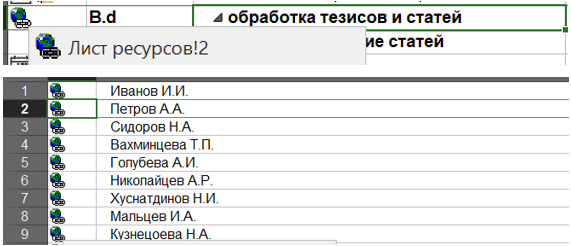 B.d обработка тезисов и статей
Лист ресурсов!2 ие статей
1 Иванов И.И.
2 Петров А.А.
3 Сидоров Н.А.
4 Вахминцева Т.П.
5 Голубева А.И.
6 Николайцев А.Р.
7 Хуснатдинов Н.И.
8 Мальцев И.А.
9 Кузнецоева Н.А.